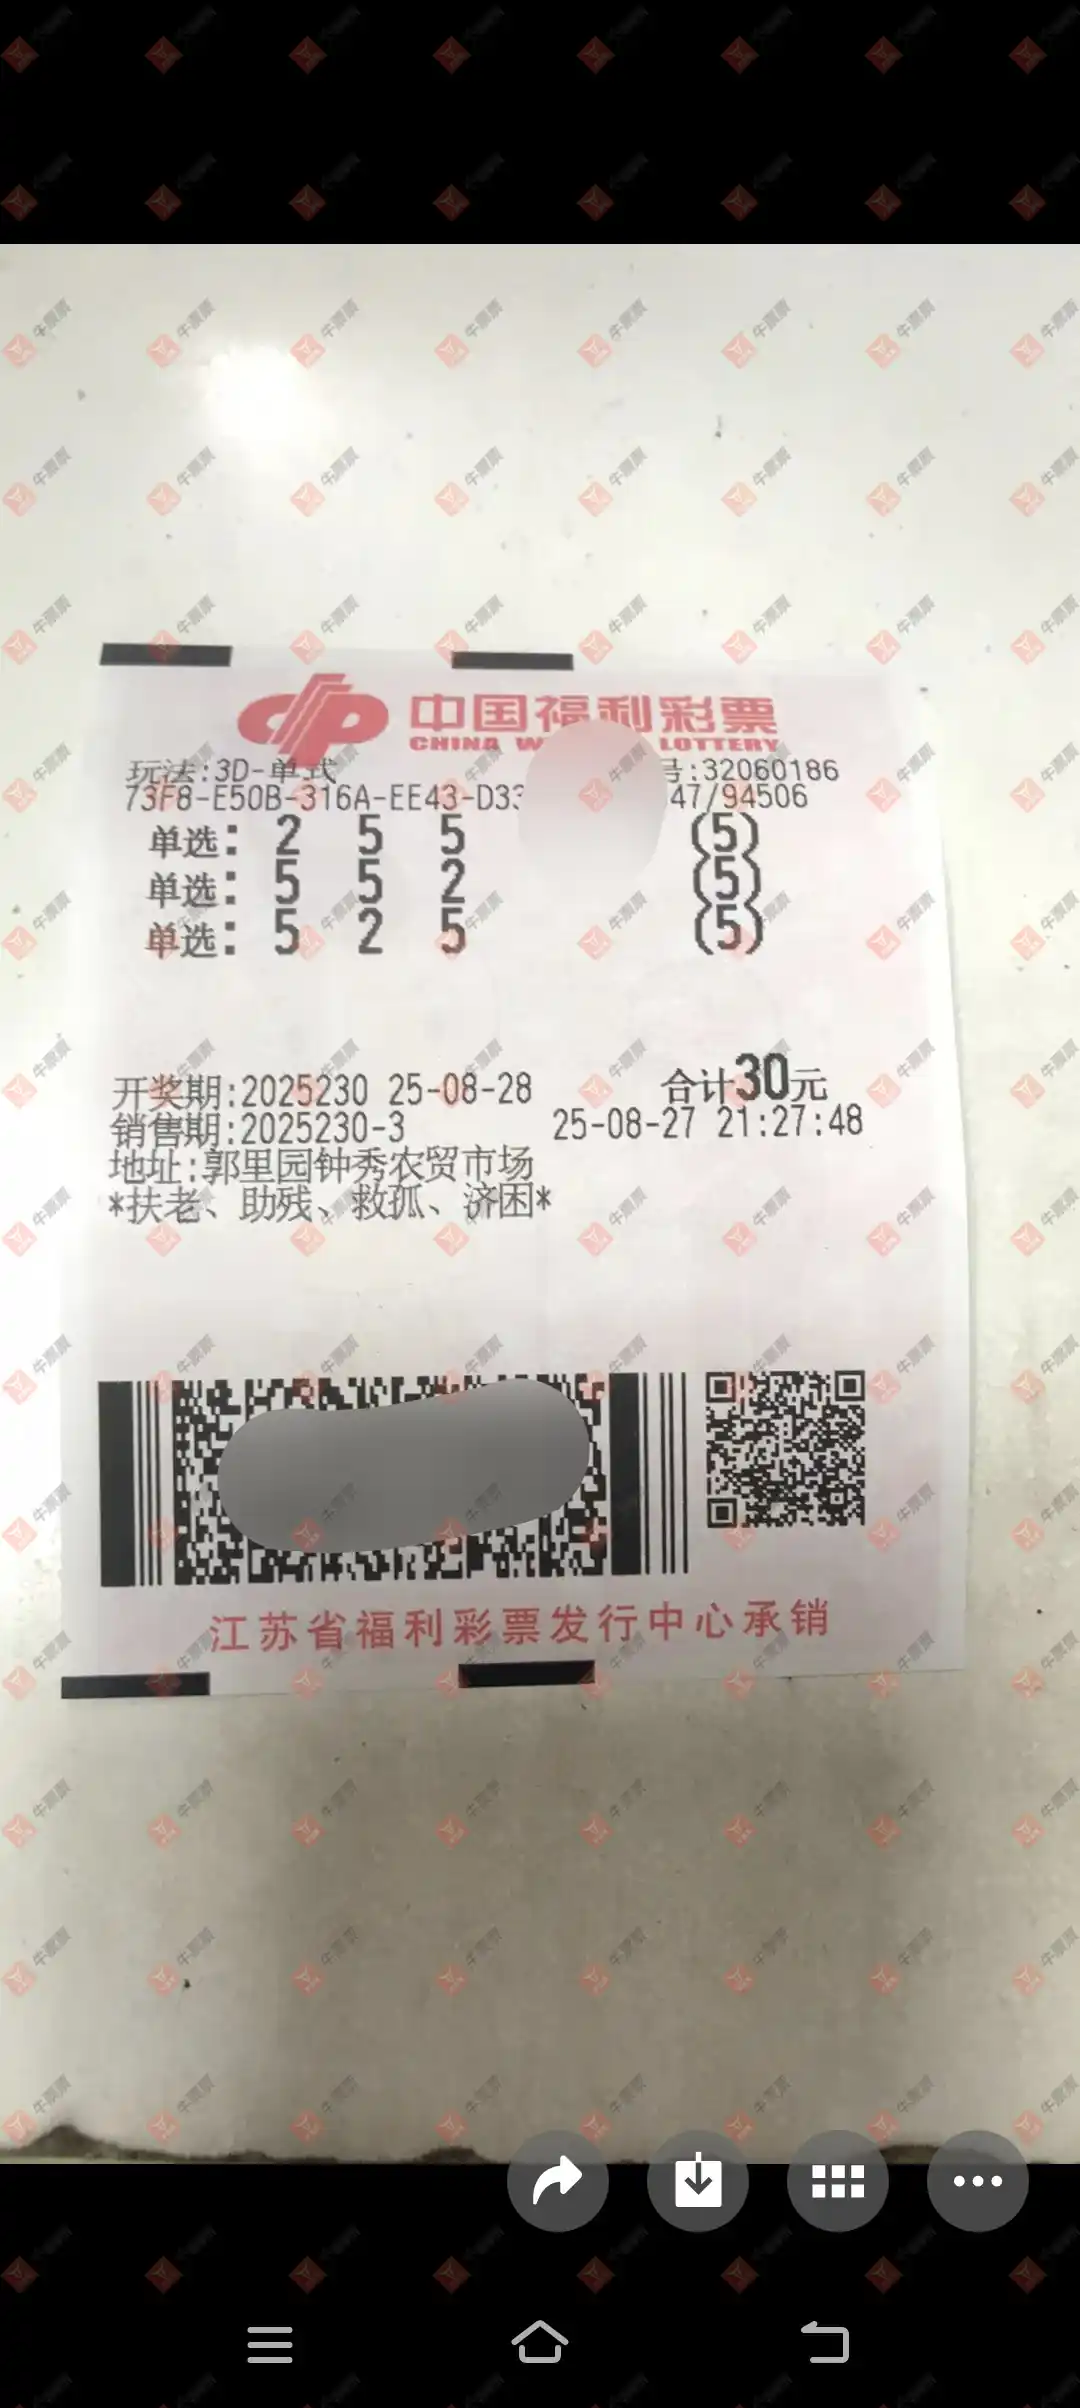 中国福利彩票
CHINA W LOTTERY
玩法:3D-单式 号:32060186
73F8-E50B-316A-EE43-D33 47/94506
单选: 2 5 5 (5)
单选: 5 5 2 (5)
单选: 5 2 5 (5)
开奖期:2025230 25-08-28 合计30元
销售期:2025230-3 25-08-27 21:27:48
地址:郭里园钟秀农贸市场
*扶老、助残、救孤、济困*
江苏省福利彩票发行中心承销
牛票票